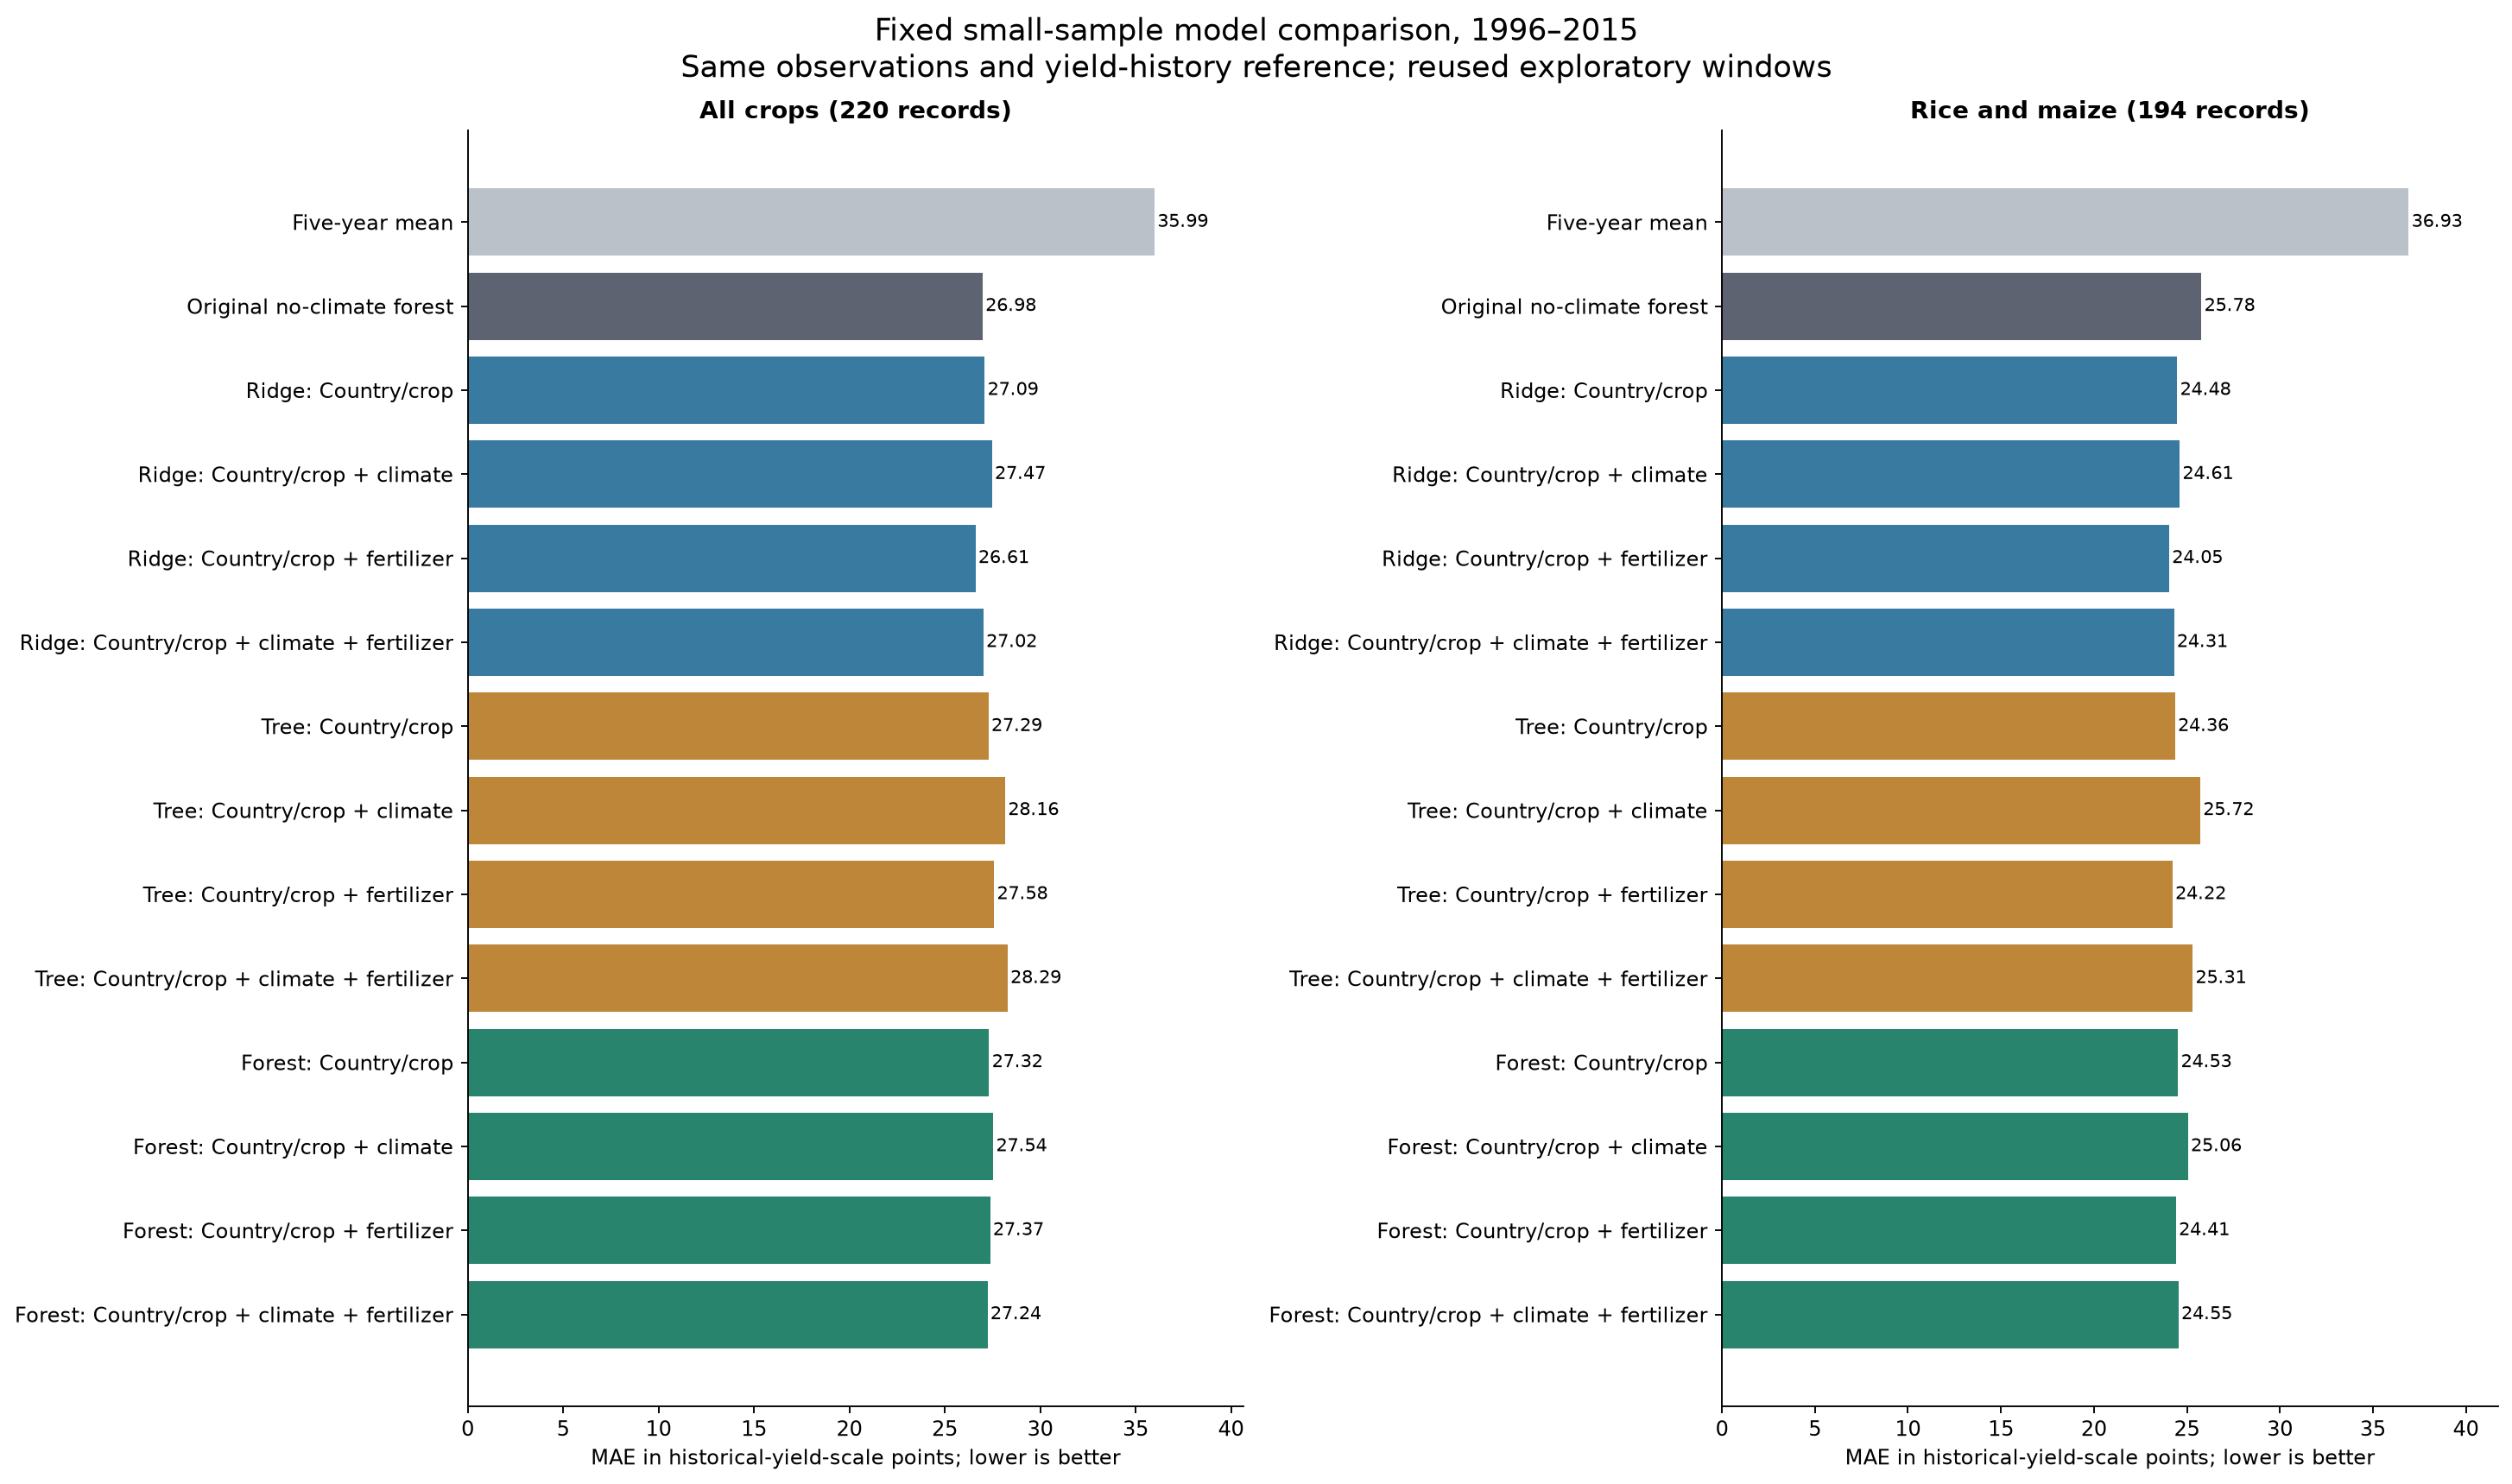 Fixed small-sample model comparison, 1996–2015
Same observations and yield-history reference; reused exploratory windows
All crops (220 records)
Five-year mean 35.99
Original no-climate forest 26.98
Ridge: Country/crop 27.09
Ridge: Country/crop + climate 27.47
Ridge: Country/crop + fertilizer 26.61
Ridge: Country/crop + climate + fertilizer 27.02
Tree: Country/crop 27.29
Tree: Country/crop + climate 28.16
Tree: Country/crop + fertilizer 27.58
Tree: Country/crop + climate + fertilizer 28.29
Forest: Country/crop 27.32
Forest: Country/crop + climate 27.54
Forest: Country/crop + fertilizer 27.37
Forest: Country/crop + climate + fertilizer 27.24
0 5 10 15 20 25 30 35 40
MAE in historical-yield-scale points; lower is better
Rice and maize (194 records)
Five-year mean 36.93
Original no-climate forest 25.78
Ridge: Country/crop 24.48
Ridge: Country/crop + climate 24.61
Ridge: Country/crop + fertilizer 24.05
Ridge: Country/crop + climate + fertilizer 24.31
Tree: Country/crop 24.36
Tree: Country/crop + climate 25.72
Tree: Country/crop + fertilizer 24.22
Tree: Country/crop + climate + fertilizer 25.31
Forest: Country/crop 24.53
Forest: Country/crop + climate 25.06
Forest: Country/crop + fertilizer 24.41
Forest: Country/crop + climate + fertilizer 24.55
0 5 10 15 20 25 30 35 40
MAE in historical-yield-scale points; lower is better